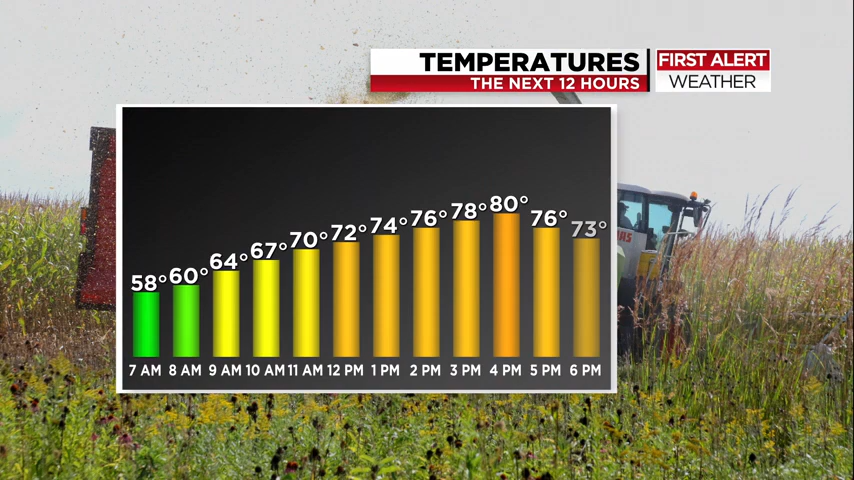 TEMPERATURES
THE NEXT 12 HOURS
FIRST ALERT
WEATHER
58° 60° 64° 67° 70° 72° 74° 76° 78° 80° 76° 73°
7 AM 8 AM 9 AM 10 AM 11 AM 12 PM 1 PM 2 PM 3 PM 4 PM 5 PM 6 PM